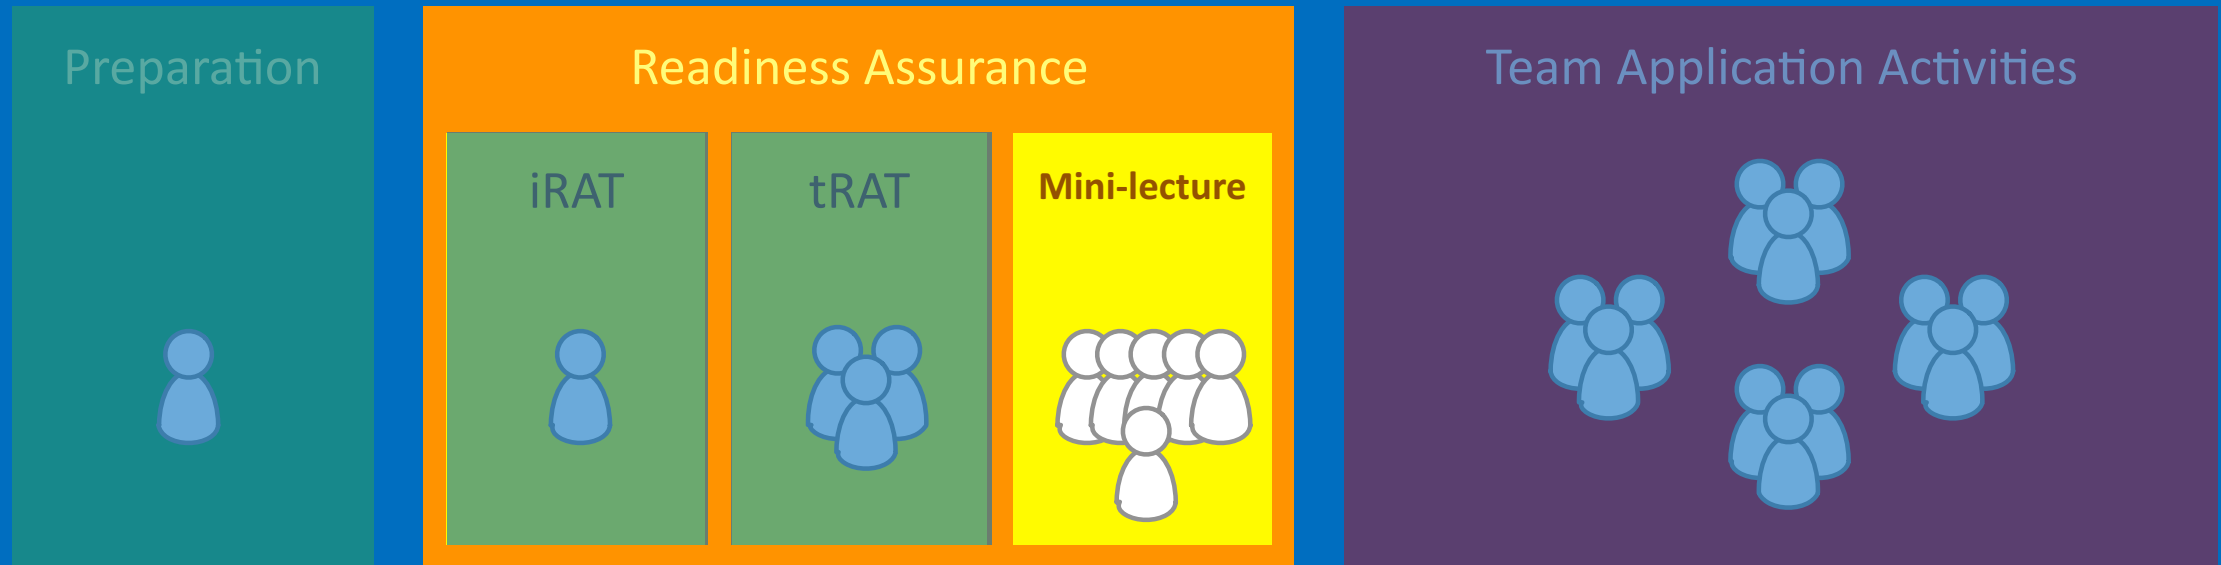 Preparation
Readiness Assurance
iRAT
tRAT
Mini-lecture
Team Application Activities